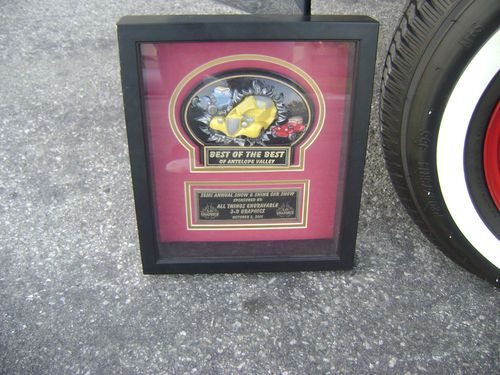 BEST OF THE BEST
OF ANTELOPE VALLEY
SEMI ANNUAL SHOW & SHINE CAR SHOW
SPONSORED BY:
ALL THINGS ENGRAVABLE
3-D GRAPHICS